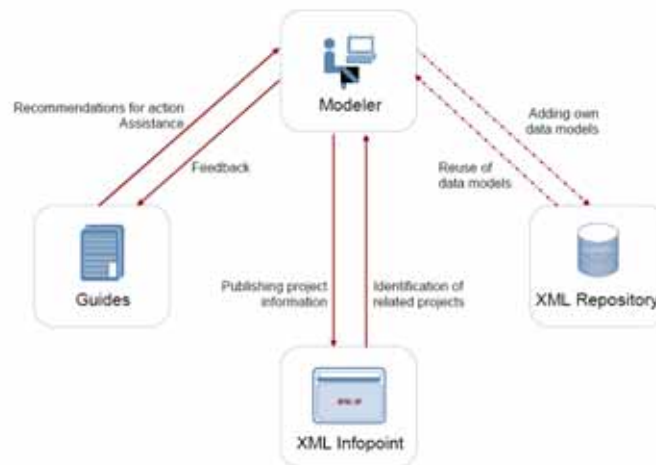 Modeler
Recommendations for action
Assistance
Adding own
data models
Feedback
Reuse of
data models
Guides
Publishing project
information
Identification of
related projects
XML Repository
XML Infopoint